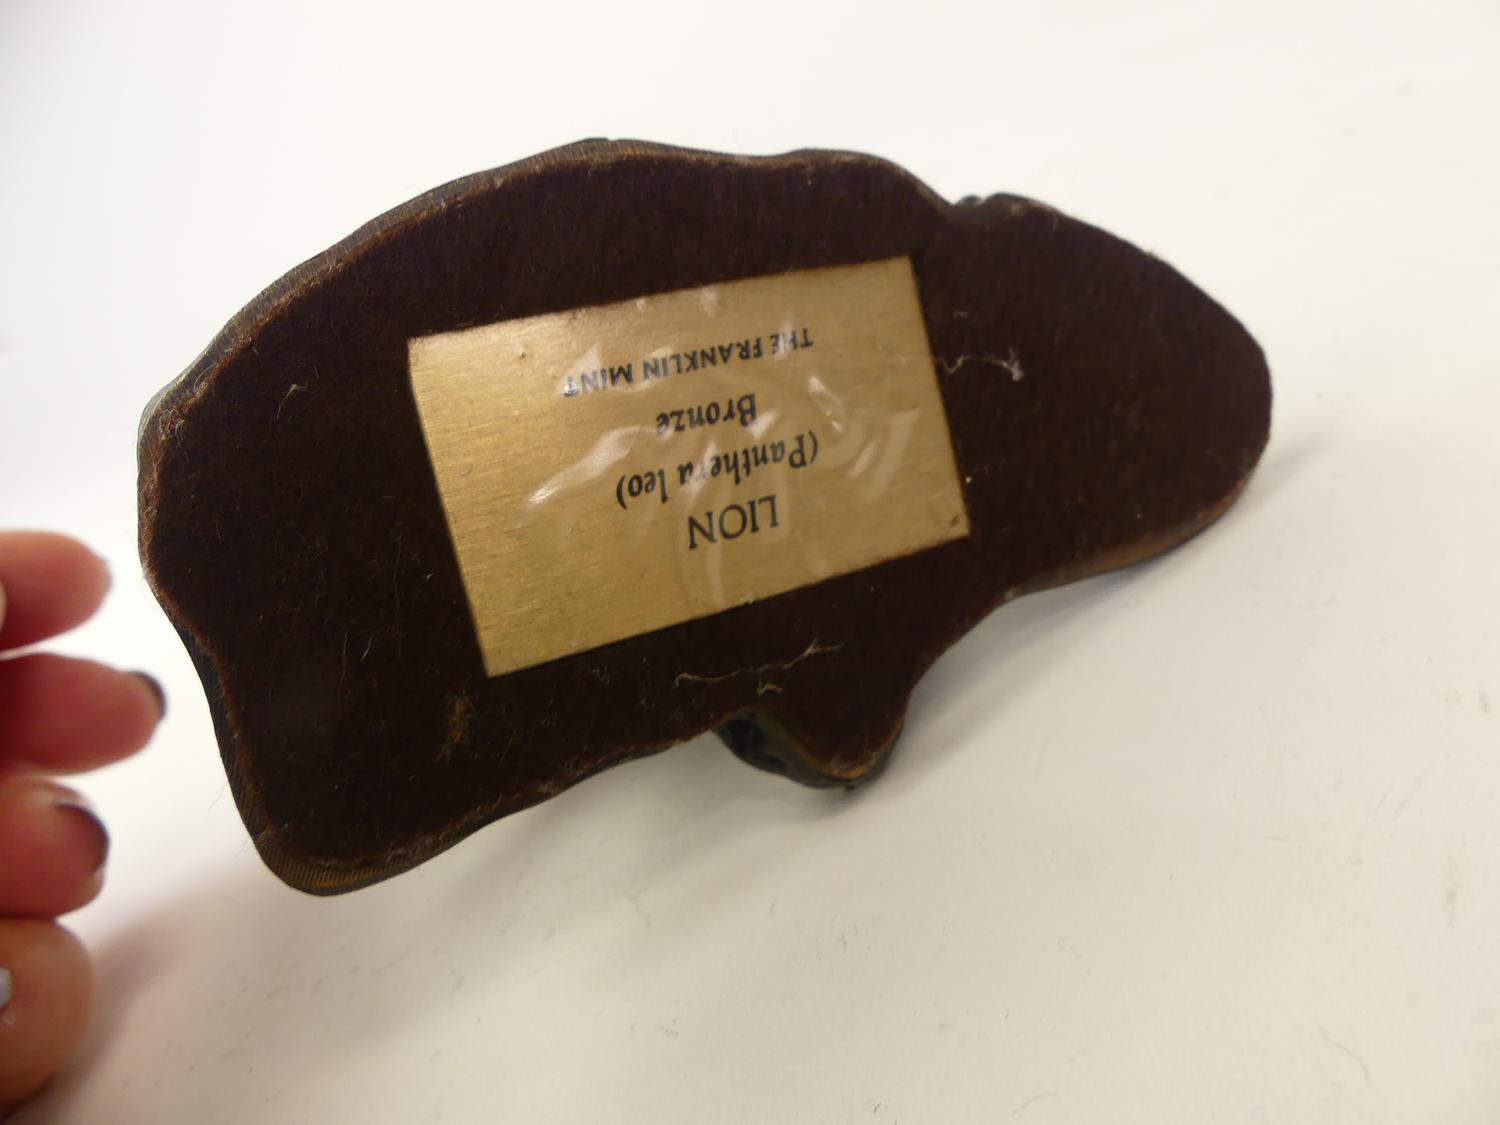 LION
(Panthera leo)
Bronze
THE FRANKLIN MINT